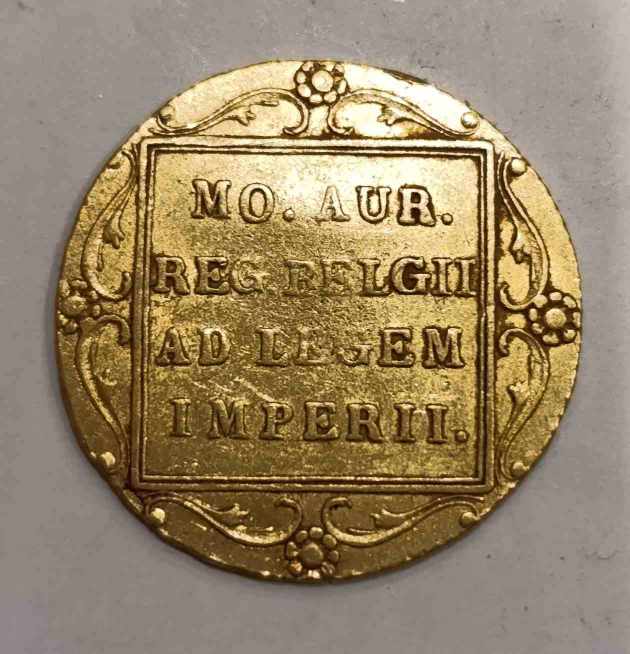 MO. AUR.
REG. BELGII
AD LEGEM
IMPERII.